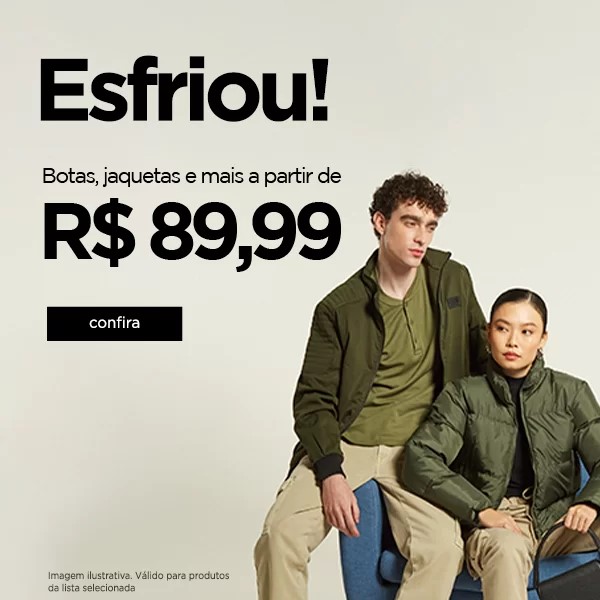 Esfriou!
Botas, jaquetas e mais a partir de
R$ 89,99
confira
Imagem ilustrativa. Válido para produtos
da lista selecionada